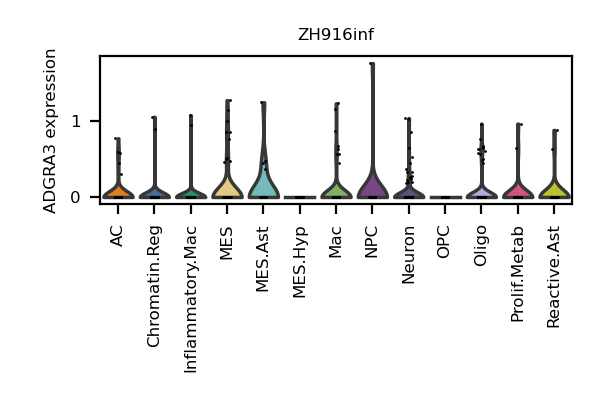 ZH916inf
ADGRA3 expression
1
0
AC
Chromatin.Reg
Inflammatory.Mac
MES
MES.Ast
MES.Hyp
Mac
NPC
Neuron
OPC
Oligo
Prolif.Metab
Reactive.Ast